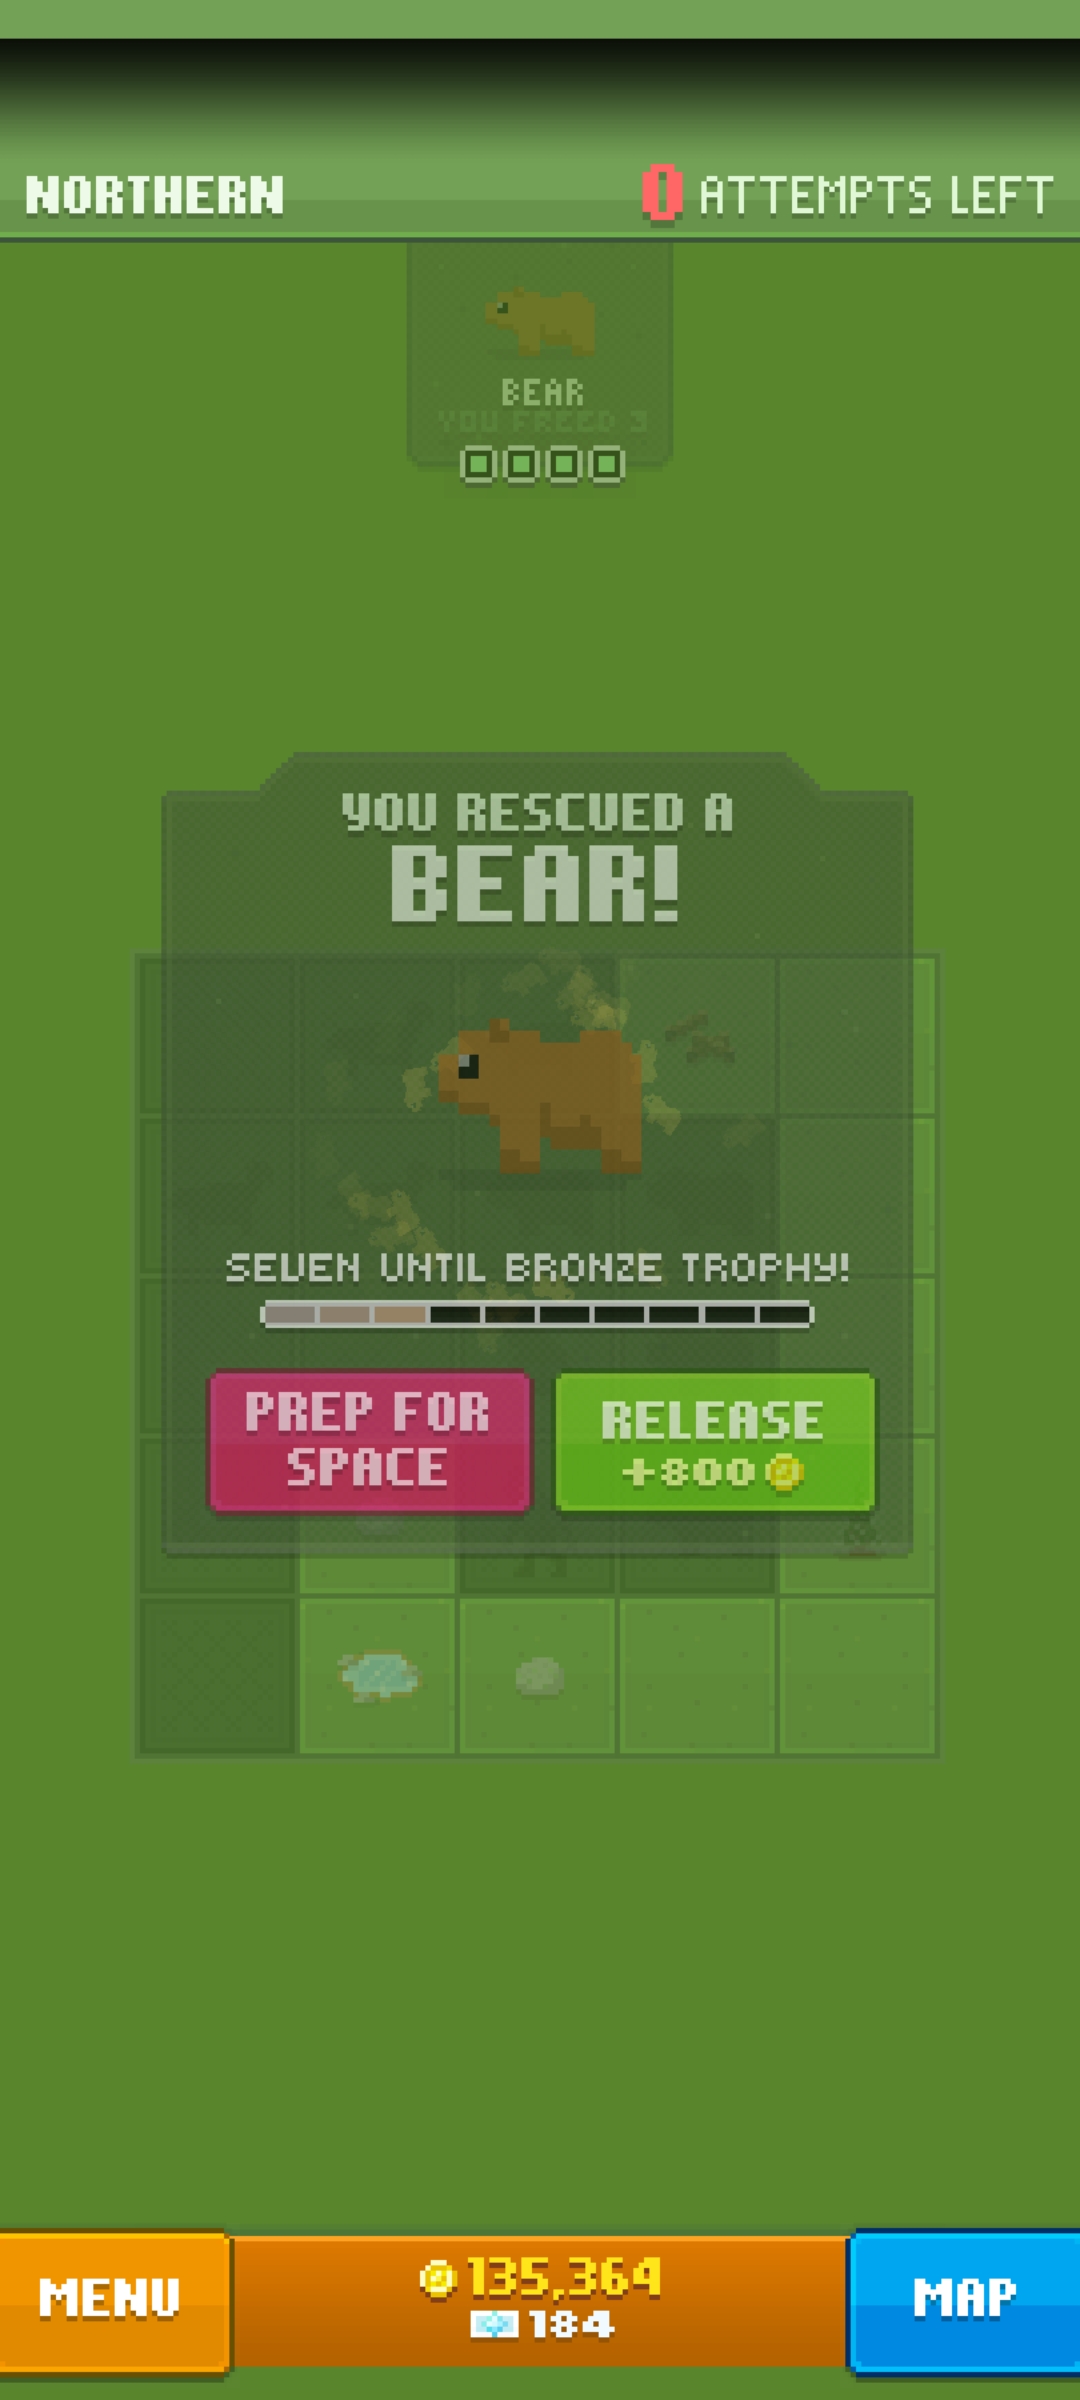 NORTHERN
0 ATTEMPTS LEFT
BEAR
YOU FREED 3
YOU RESCUED A
BEAR!
SEVEN UNTIL BRONZE TROPHY!
PREP FOR
SPACE
RELEASE
+800
MENU
135,364
184
MAP